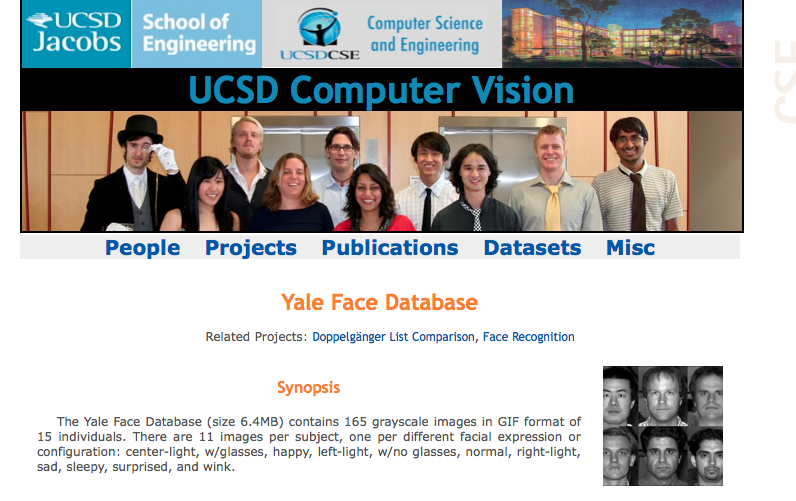 UCSD
Jacobs
School of
Engineering
UCSDCSE
Computer Science
and Engineering
CSE
UCSD Computer Vision
People Projects Publications Datasets Misc
Yale Face Database
Related Projects: Doppelgänger List Comparison, Face Recognition
Synopsis
The Yale Face Database (size 6.4MB) contains 165 grayscale images in GIF format of
15 individuals. There are 11 images per subject, one per different facial expression or
configuration: center-light, w/glasses, happy, left-light, w/no glasses, normal, right-light,
sad, sleepy, surprised, and wink.